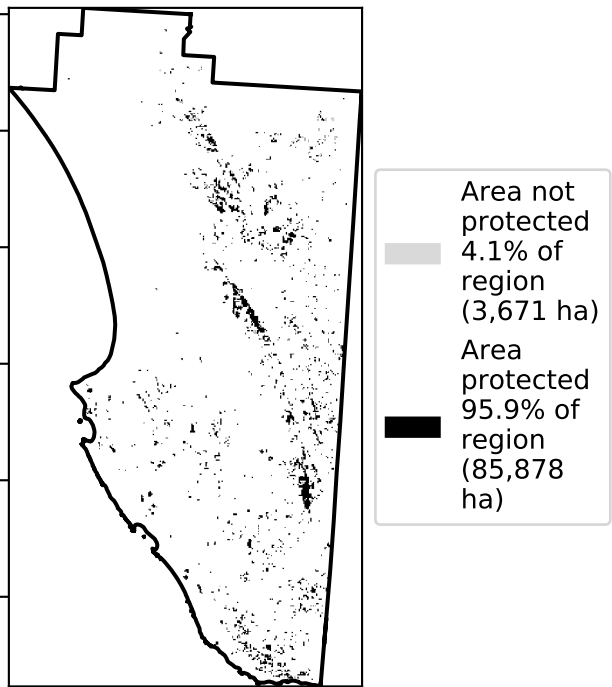 Area not
protected
4.1% of
region
(3,671 ha)
Area
protected
95.9% of
region
(85,878
ha)